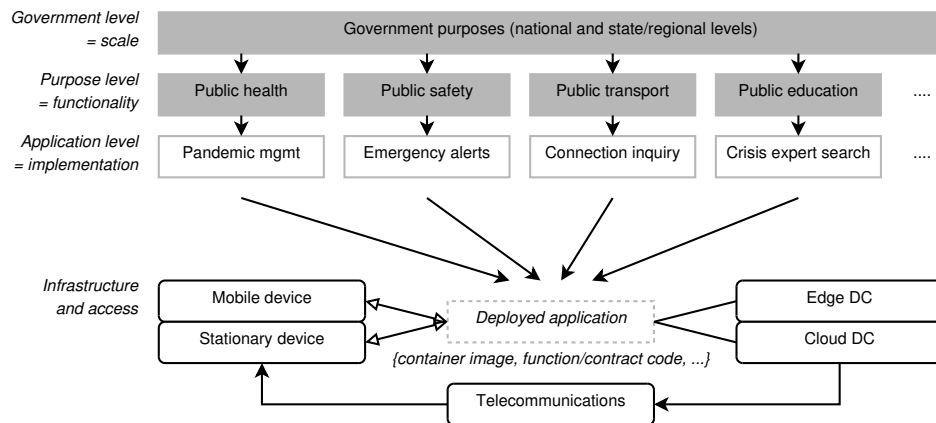 Government level
= scale
Government purposes (national and state/regional levels)
Purpose level
= functionality
Public health
Public safety
Public transport
Public education
....
Application level
= implementation
Pandemic mgmt
Emergency alerts
Connection inquiry
Crisis expert search
....
Infrastructure
and access
Mobile device
Stationary device
Deployed application
{container image, function/contract code, ...}
Edge DC
Cloud DC
Telecommunications